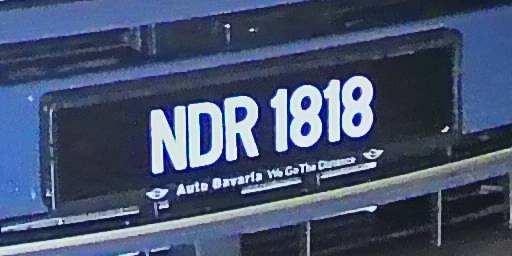 NDR 1818
Auto Bavaria We Go The Distance